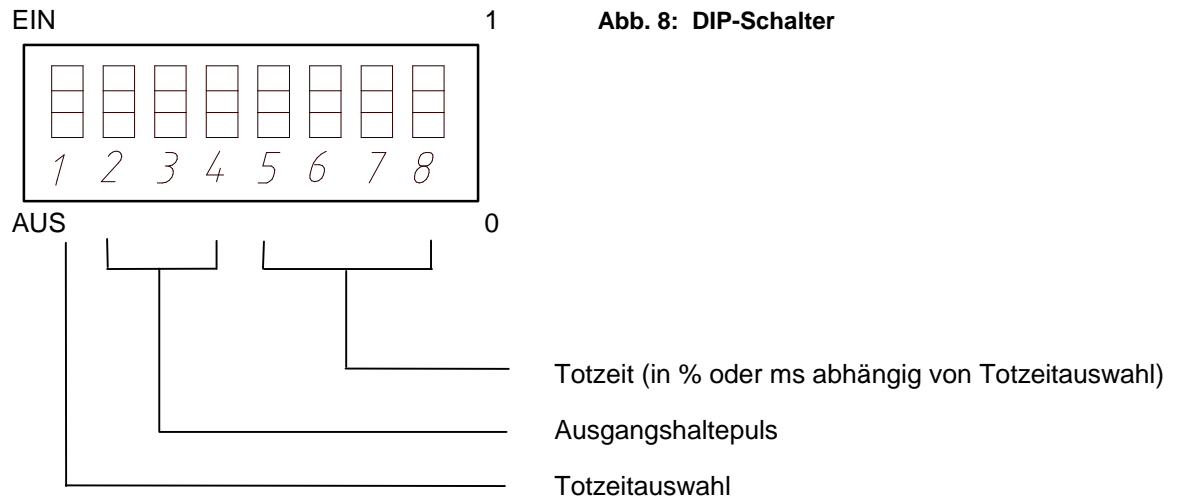 EIN 1 Abb. 8: DIP-Schalter
1 2 3 4 5 6 7 8
AUS 0
Totzeit (in % oder ms abhängig von Totzeitauswahl)
Ausgangshaltepuls
Totzeitauswahl